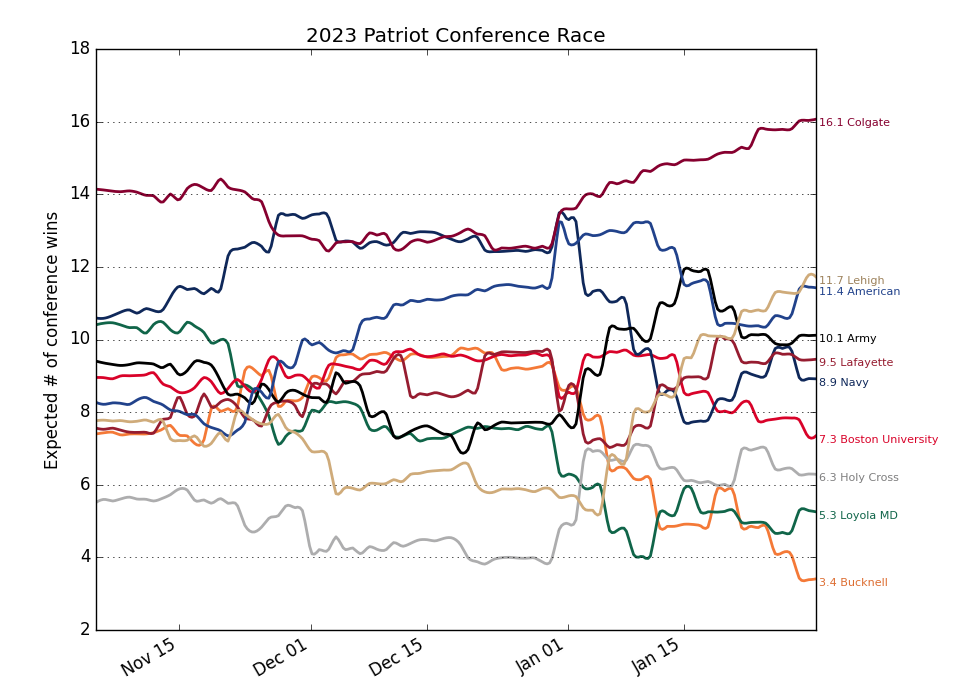 2023 Patriot Conference Race
Expected # of conference wins
18
16
14
12
10
8
6
4
2
Nov 15
Dec 01
Dec 15
Jan 01
Jan 15
16.1 Colgate
11.7 Lehigh
11.4 American
10.1 Army
9.5 Lafayette
8.9 Navy
7.3 Boston University
6.3 Holy Cross
5.3 Loyola MD
3.4 Bucknell